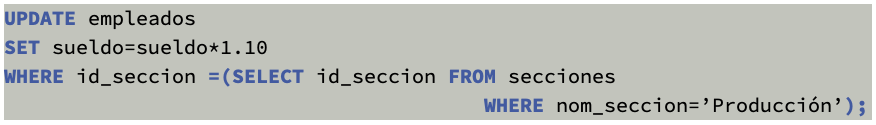 UPDATE empleados
SET sueldo=sueldo*1.10
WHERE id_seccion =(SELECT id_seccion FROM secciones
WHERE nom_seccion=’Producción’);